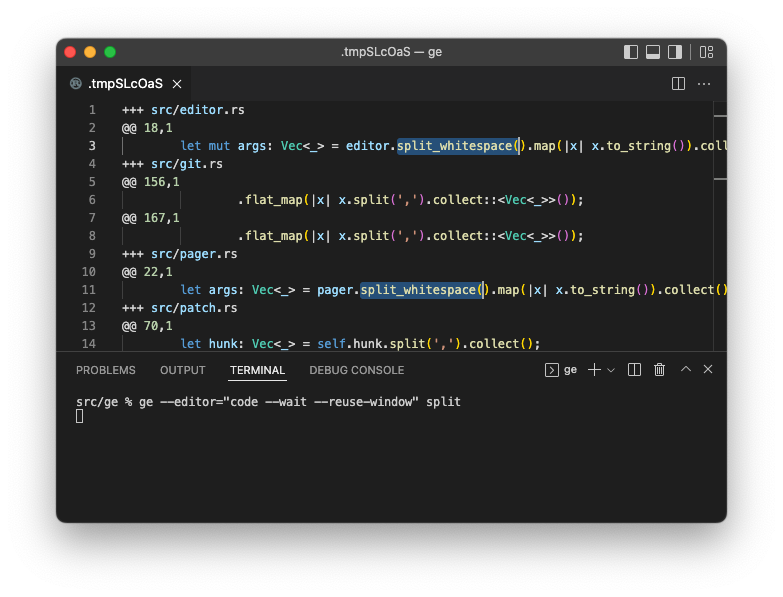 .tmpSLcOaS — ge
.tmpSLcOaS
1 +++ src/editor.rs
2 @@ 18,1
3 let mut args: Vec<_> = editor.split_whitespace().map(|x| x.to_string()).coll
4 +++ src/git.rs
5 @@ 156,1
6 .flat_map(|x| x.split(',').collect::<Vec<_>>());
7 @@ 167,1
8 .flat_map(|x| x.split(',').collect::<Vec<_>>());
9 +++ src/pager.rs
10 @@ 22,1
11 let args: Vec<_> = pager.split_whitespace().map(|x| x.to_string()).collect()
12 +++ src/patch.rs
13 @@ 70,1
14 let hunk: Vec<_> = self.hunk.split(',').collect();
PROBLEMS OUTPUT TERMINAL DEBUG CONSOLE ge
src/ge % ge --editor="code --wait --reuse-window" split